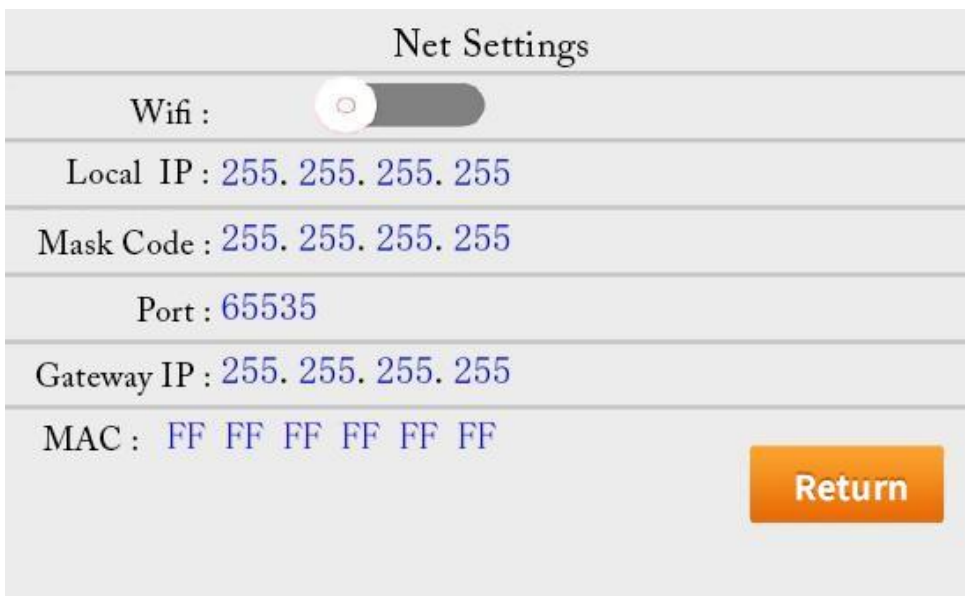 Net Settings
Wifi :
Local IP : 255. 255. 255. 255
Mask Code : 255. 255. 255. 255
Port : 65535
Gateway IP : 255. 255. 255. 255
MAC : FF FF FF FF FF FF
Return